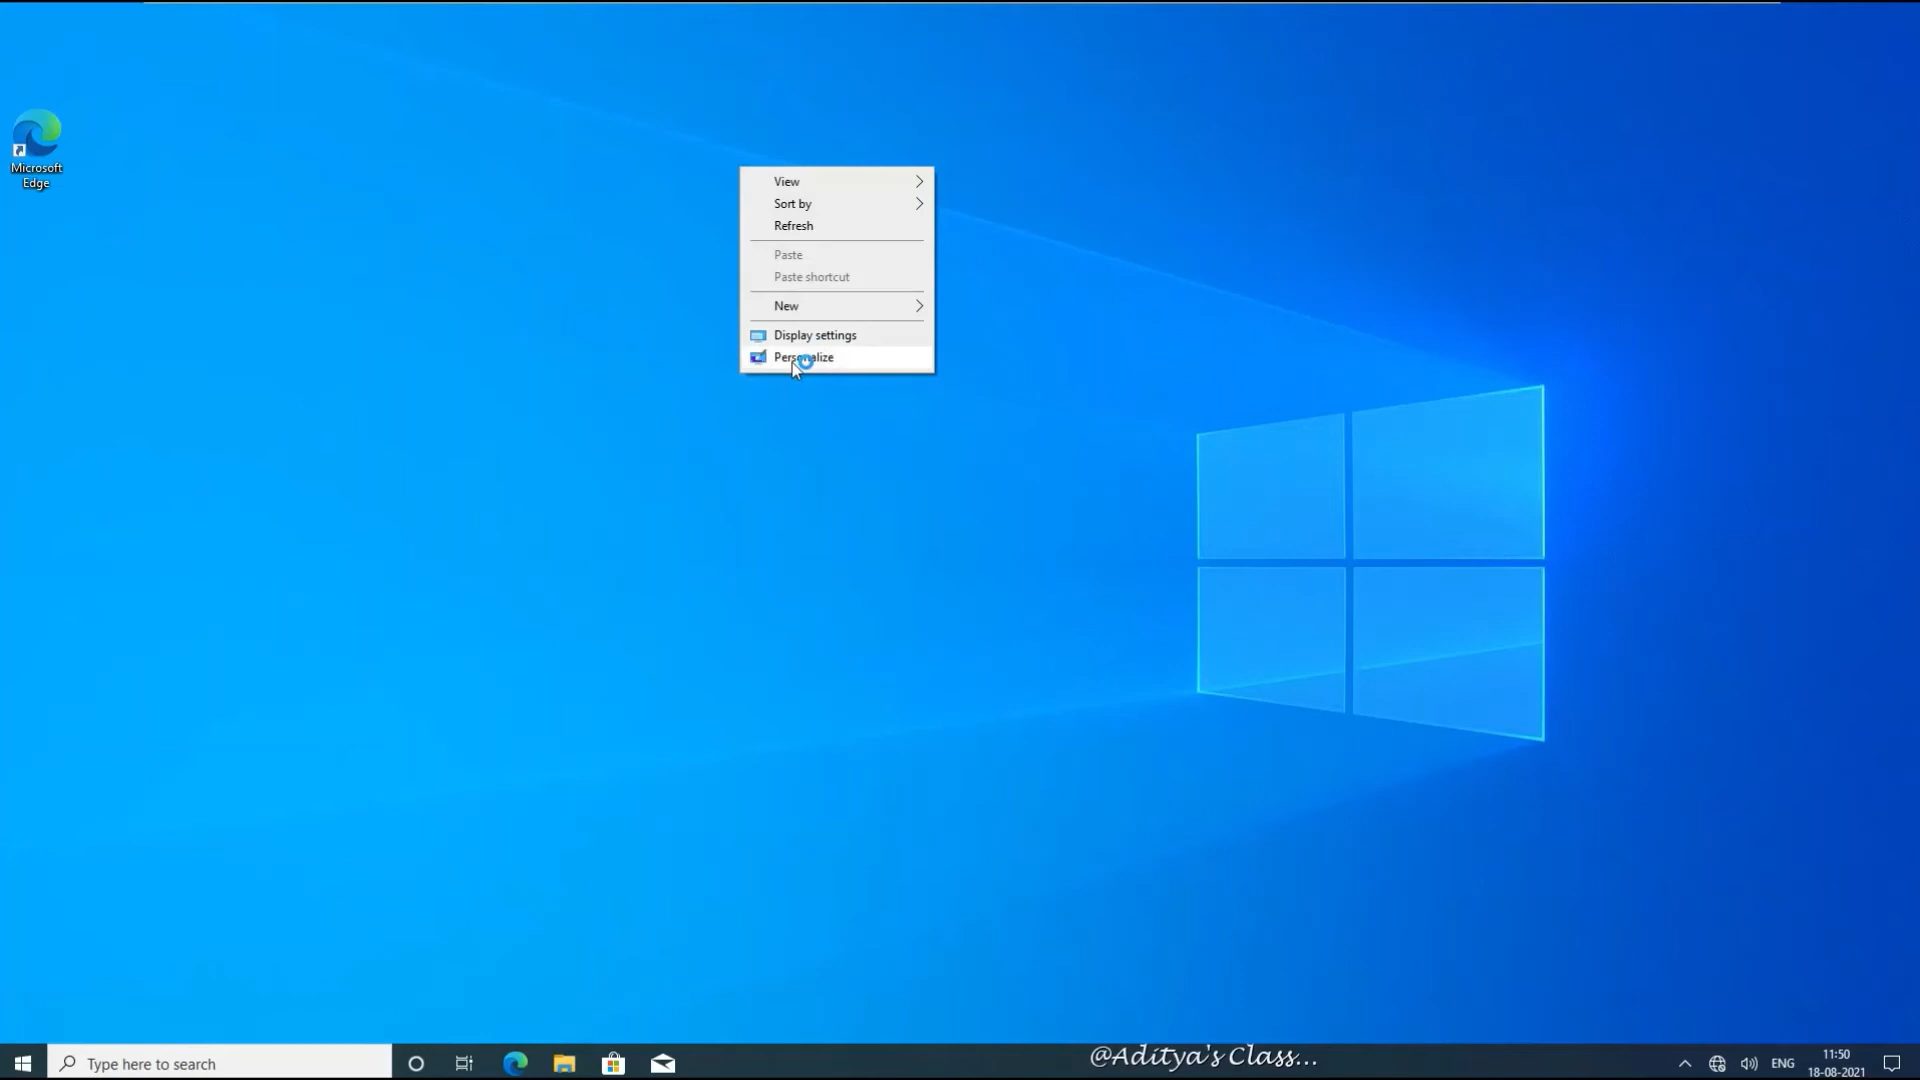 Microsoft
Edge
View
Sort by
Refresh
Paste
Paste shortcut
New
Display settings
Personalize
Type here to search
@Aditya's Class...
ENG
11:50
18-08-2021